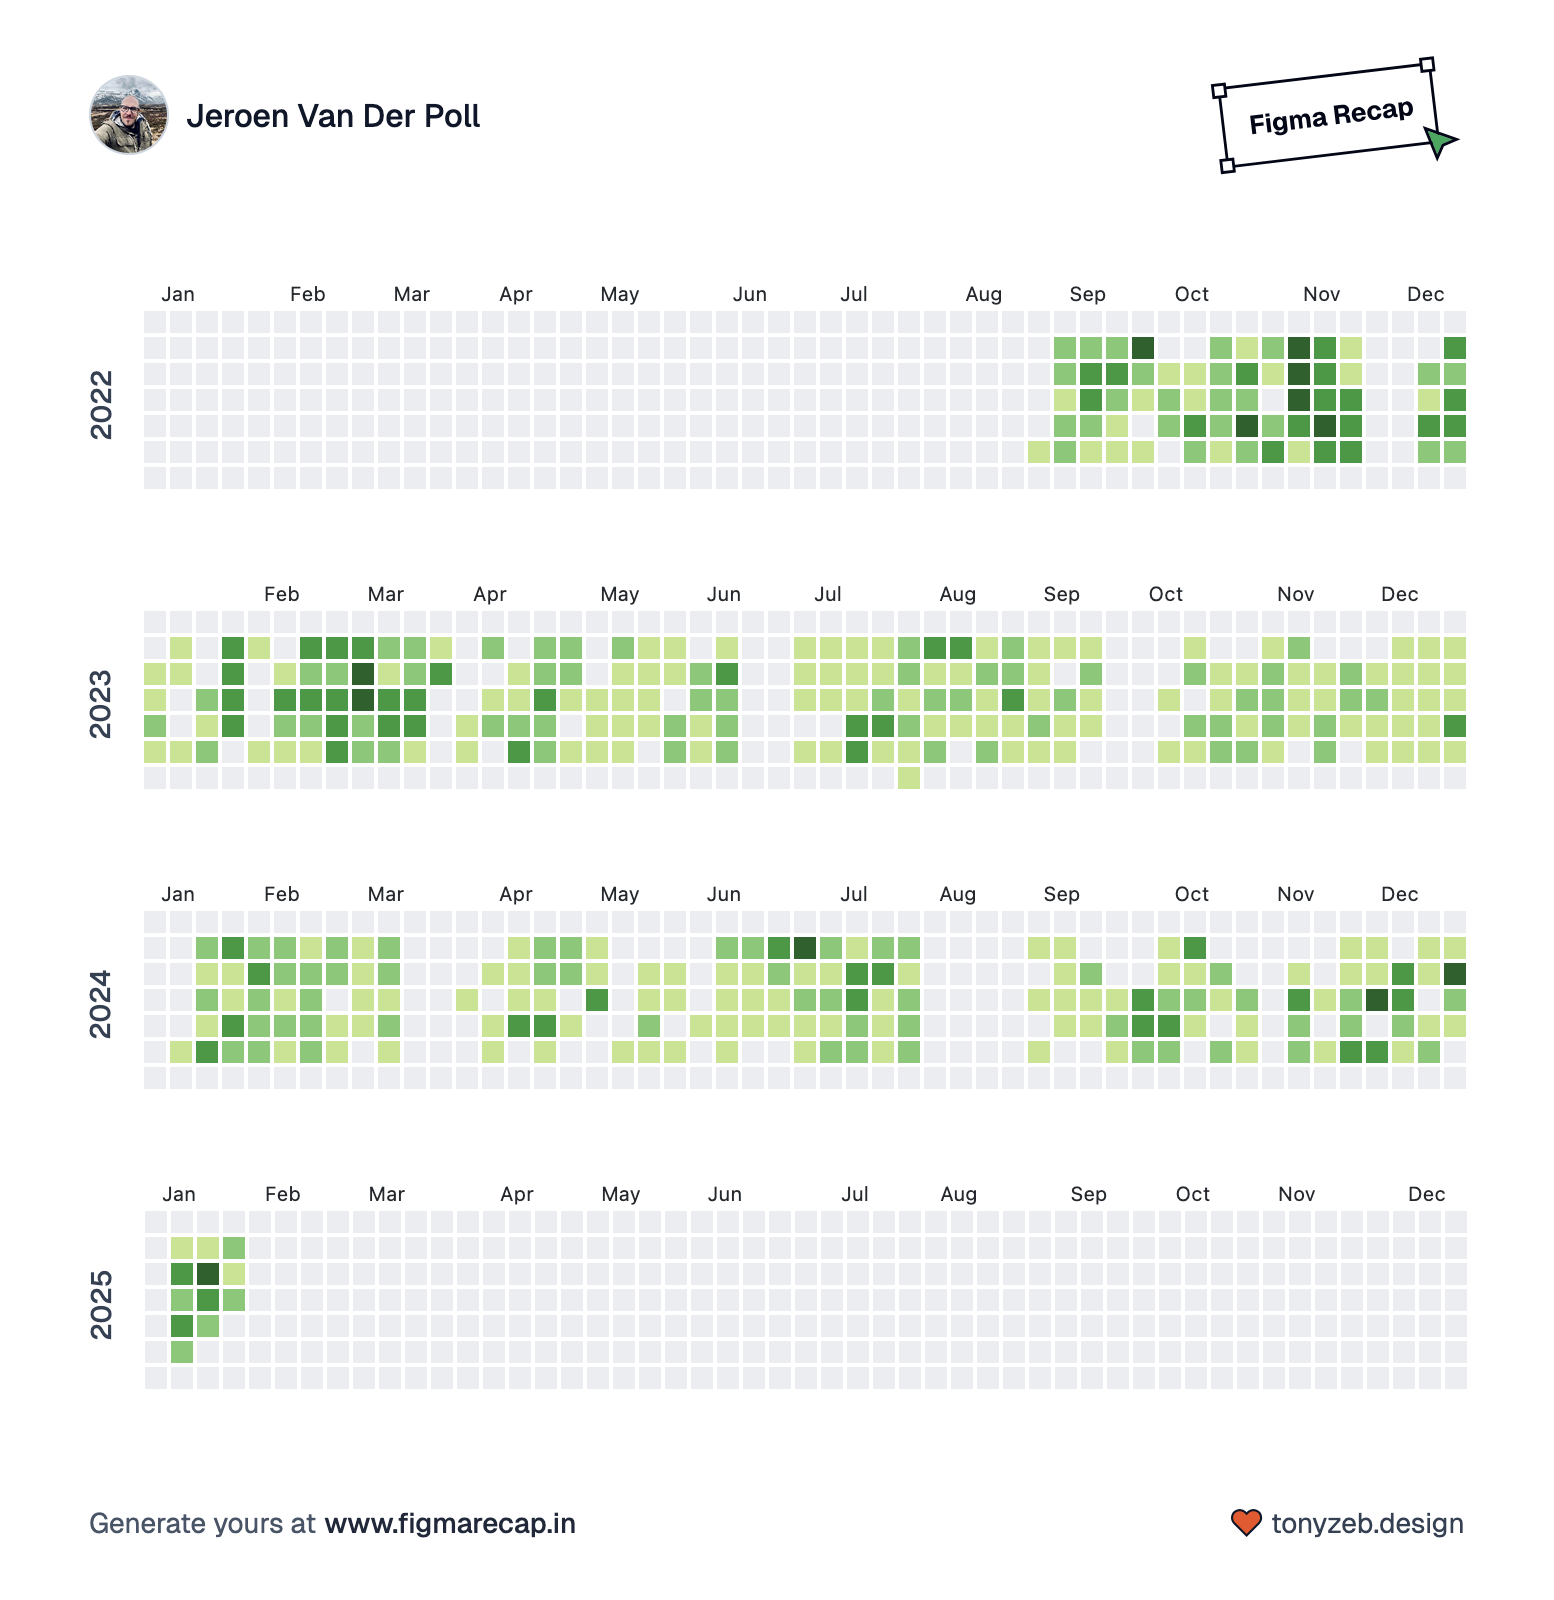 Jeroen Van Der Poll
Figma Recap
Jan Feb Mar Apr May Jun Jul Aug Sep Oct Nov Dec
2022
Feb Mar Apr May Jun Jul Aug Sep Oct Nov Dec
2023
Jan Feb Mar Apr May Jun Jul Aug Sep Oct Nov Dec
2024
Jan Feb Mar Apr May Jun Jul Aug Sep Oct Nov Dec
2025
Generate yours at www.figmarecap.in
tonyzeb.design